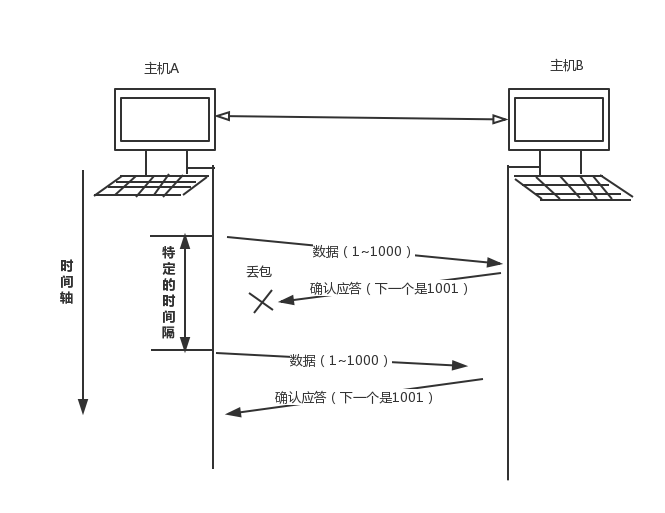 主机A
主机B
时间轴
特定的时间间隔
数据（1~1000）
丢包
确认应答（下一个是1001）
数据（1~1000）
确认应答（下一个是1001）